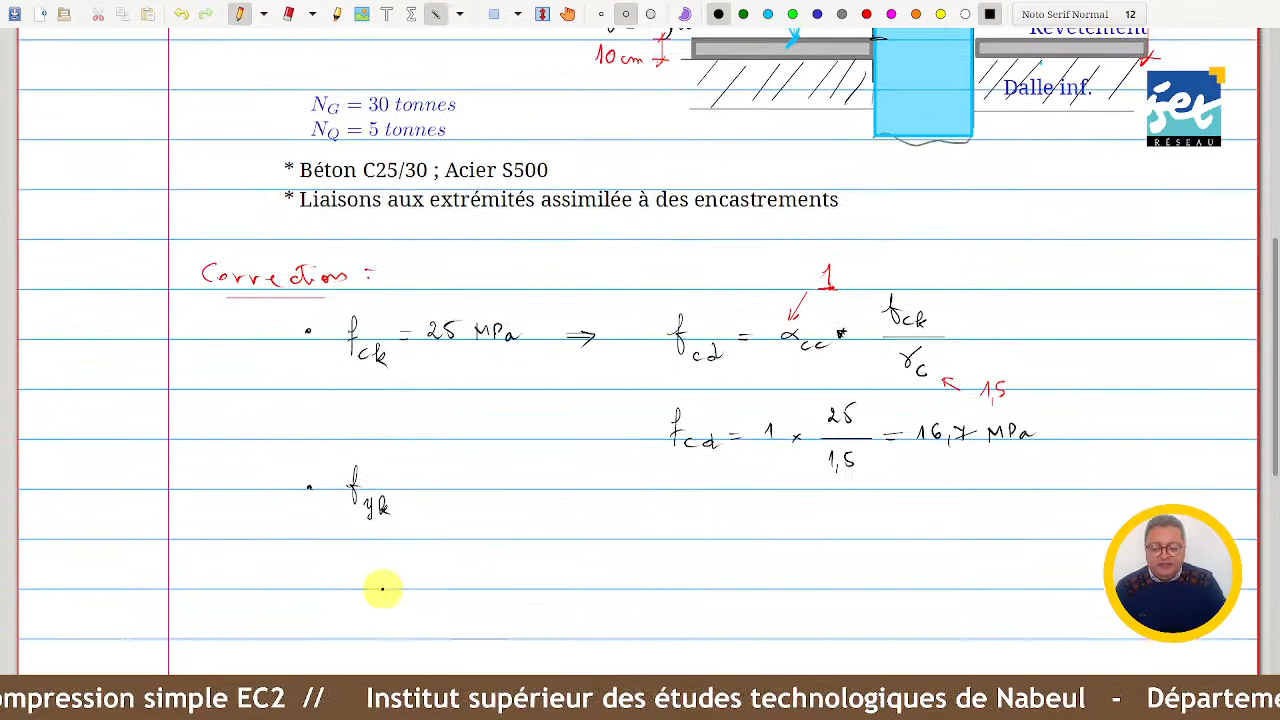 Noto Serif Normal 12
Revêtement
10 cm
Dalle inf.
N_G = 30 tonnes
N_Q = 5 tonnes
jset
RÉSEAU
* Béton C25/30 ; Acier S500
* Liaisons aux extrémités assimilée à des encastrements
Correction :
1
• f_ck = 25 MPa ⇒ f_cd = α_cc * f_ck / γ_c
1,5
f_cd = 1 × 25 / 1,5 = 16,7 MPa
• f_yk
ompression simple EC2 // Institut supérieur des études technologiques de Nabeul - Départeme